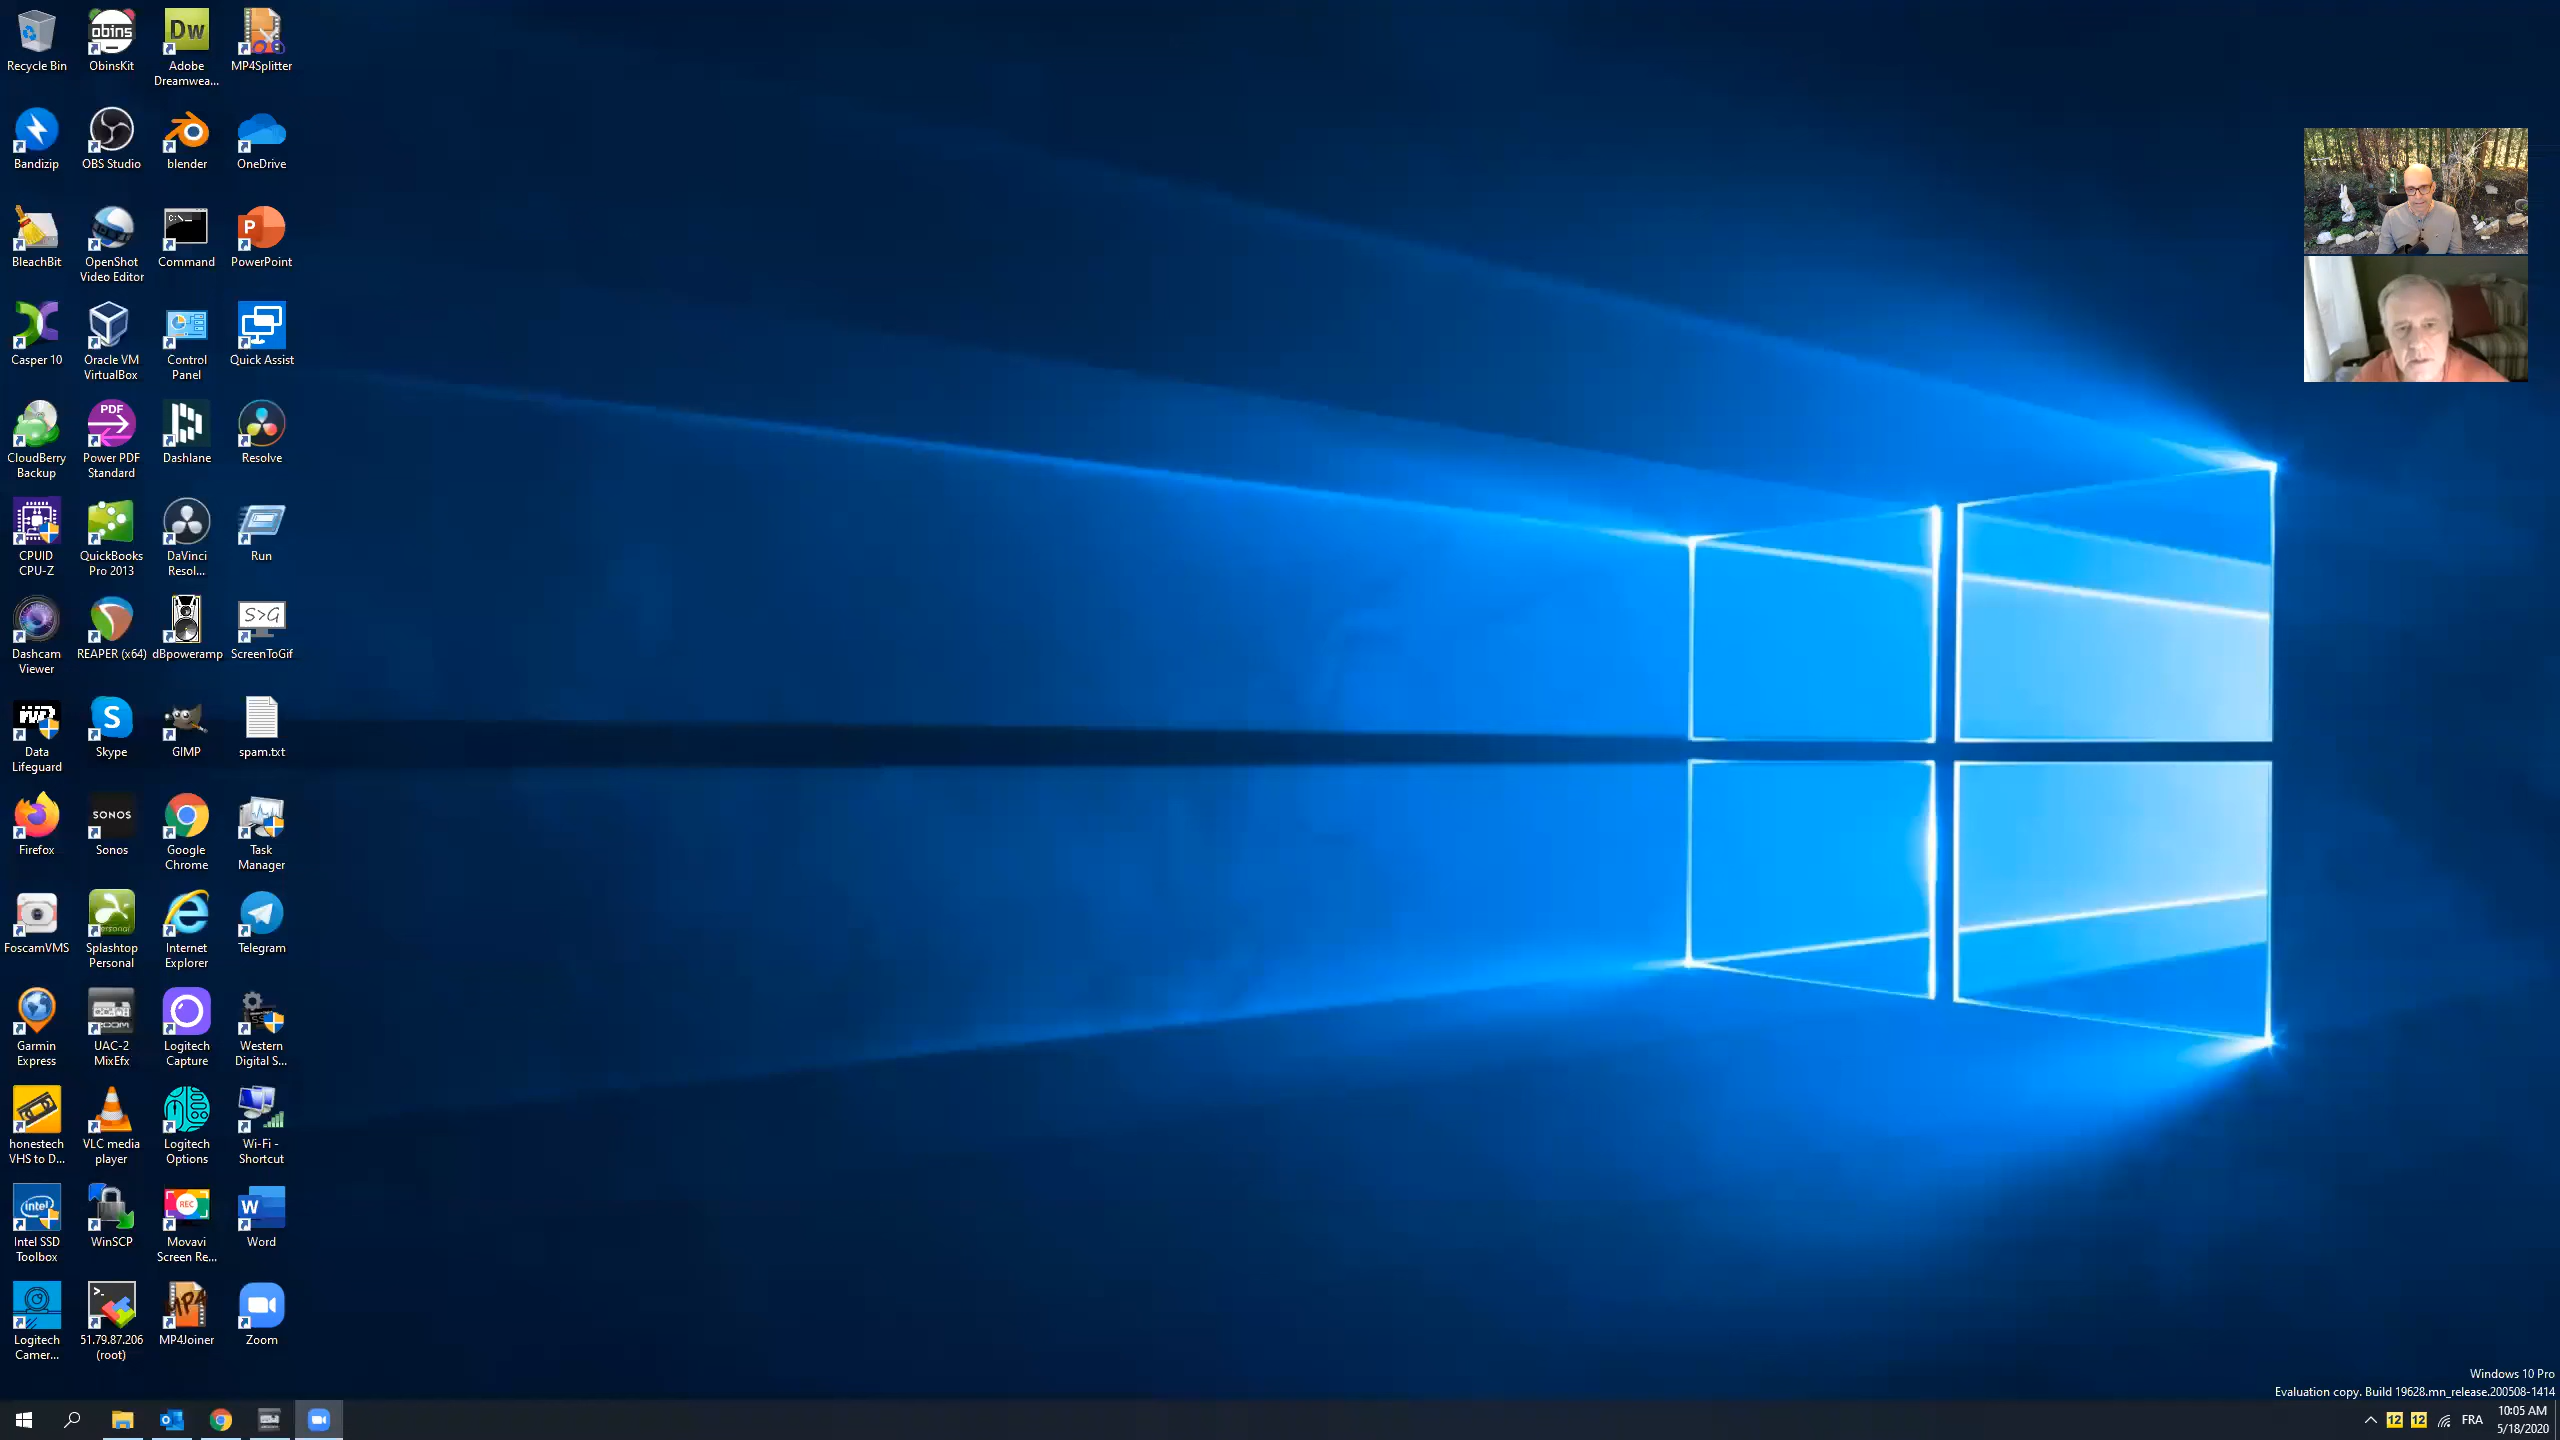 Recycle Bin
ObinsKit
Adobe
Dreamwea...
MP4Splitter
Bandizip
OBS Studio
blender
OneDrive
BleachBit
OpenShot
Video Editor
Command
PowerPoint
Casper 10
Oracle VM
VirtualBox
Control
Panel
Quick Assist
CloudBerry
Backup
Power PDF
Standard
Dashlane
Resolve
CPUID
CPU-Z
QuickBooks
Pro 2013
DaVinci
Resol...
Run
Dashcam
Viewer
REAPER (x64)
dBpoweramp
ScreenToGif
Data
Lifeguard
Skype
GIMP
spam.txt
Firefox
Sonos
Google
Chrome
Task
Manager
FoscamVMS
Splashtop
Personal
Internet
Explorer
Telegram
Garmin
Express
UAC-2
MixEfx
Logitech
Capture
Western
Digital S...
honestech
VHS to D...
VLC media
player
Logitech
Options
Wi-Fi -
Shortcut
Intel SSD
Toolbox
WinSCP
Movavi
Screen Re...
Word
Logitech
Camer...
51.79.87.206
(root)
MP4Joiner
Zoom
Windows 10 Pro
Evaluation copy. Build 19628.mn_release.200508-1414
12
12
FRA
10:05 AM
5/18/2020